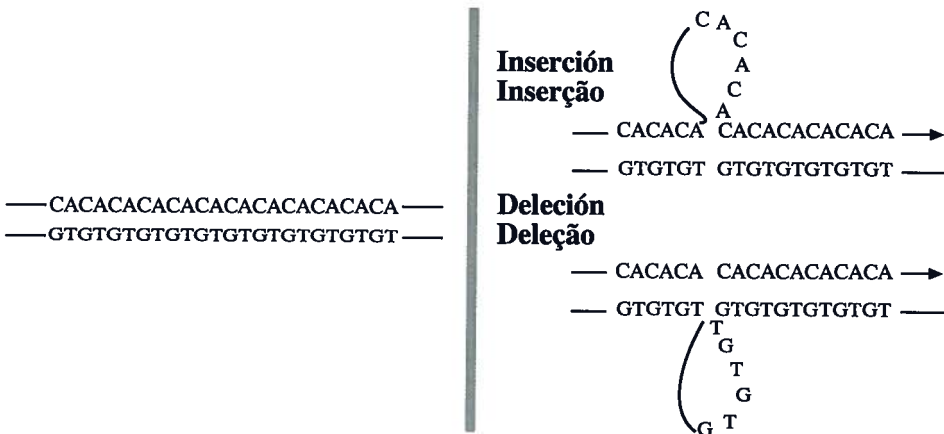 CACACACACACACACACACACACA
GTGTGTGTGTGTGTGTGTGTGTGT
Inserción
Inserção
C A C A C A
CACACA CACACACACACA
GTGTGT GTGTGTGTGTGT
Deleción
Deleção
CACACA CACACACACACA
GTGTGT GTGTGTGTGTGT
T G T G T G